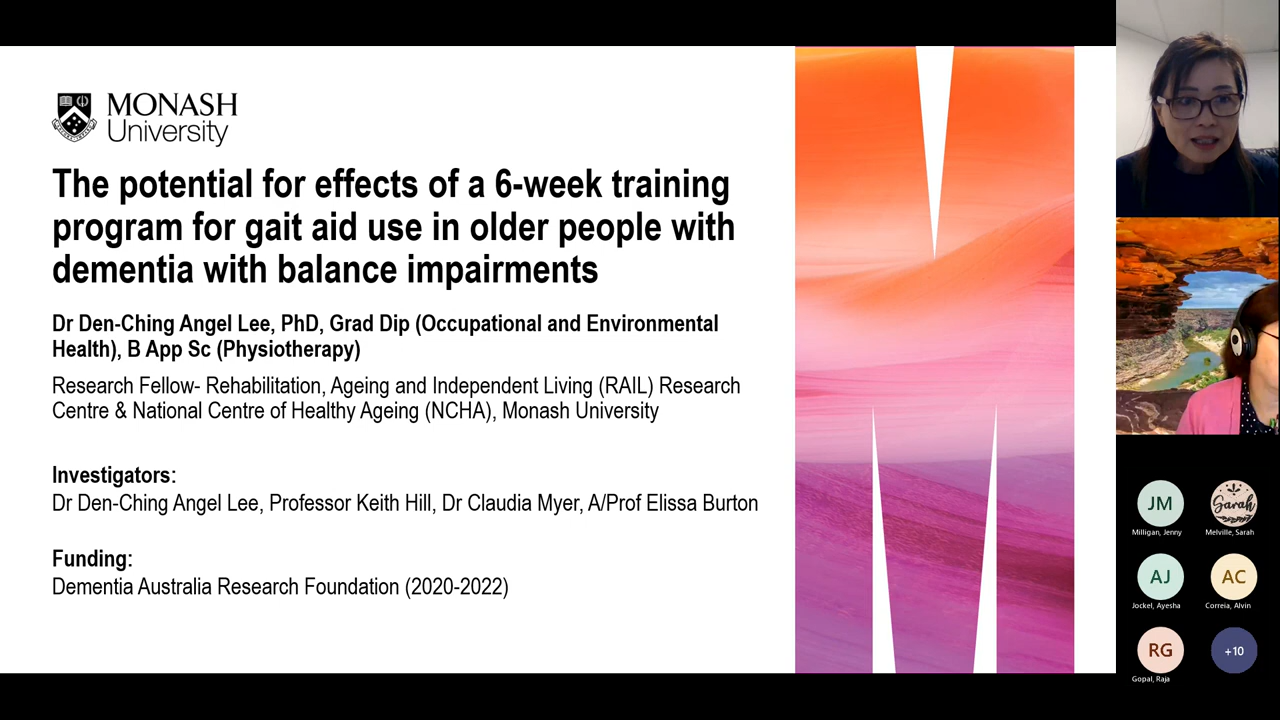 MONASH
University
The potential for effects of a 6-week training
program for gait aid use in older people with
dementia with balance impairments
Dr Den-Ching Angel Lee, PhD, Grad Dip (Occupational and Environmental
Health), B App Sc (Physiotherapy)
Research Fellow- Rehabilitation, Ageing and Independent Living (RAIL) Research
Centre & National Centre of Healthy Ageing (NCHA), Monash University
Investigators:
Dr Den-Ching Angel Lee, Professor Keith Hill, Dr Claudia Myer, A/Prof Elissa Burton
Funding:
Dementia Australia Research Foundation (2020-2022)
JM
Milligan, Jenny
Sarah
Melville, Sarah
AJ
Jockel, Ayesha
AC
Correia, Alvin
RG
Gopal, Raja
+10